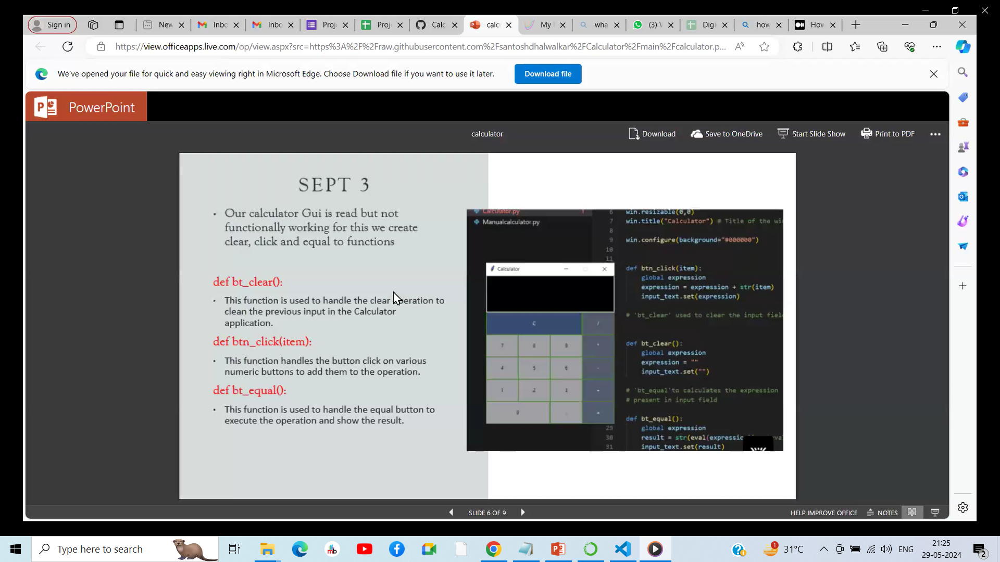 Sign in
New
Inbc
Inbc
Proj
Proj
Calc
calcu
My
wha
(3) 
Digi
how
How
https://view.officeapps.live.com/op/view.aspx?src=https%3A%2F%2Fraw.githubusercontent.com%2Fsantoshdhalwalkar%2FCalculator%2Fmain%2Fcalculator.p...
We've opened your file for quick and easy viewing right in Microsoft Edge. Choose Download file if you want to use it later.
Download file
PowerPoint
calculator
Download
Save to OneDrive
Start Slide Show
Print to PDF
SEPT 3
• Our calculator Gui is read but not
functionally working for this we create
clear, click and equal to functions
def bt_clear():
• This function is used to handle the clear operation to
clean the previous input in the Calculator
application.
def btn_click(item):
• This function handles the button click on various
numeric buttons to add them to the operation.
def bt_equal():
• This function is used to handle the equal button to
execute the operation and show the result.
Calculator.py 1
Manualcalculator.py
Calculator
C /
7 8 9 *
4 5 6 -
1 2 3 +
0 . =
6 win.resizable(0,0)
7 win.title("Calculator") # Title of the
8
9 win.configure(background="#000000")
10
11
def btn_click(item):
global expression
expression = expression + str(item)
input_text.set(expression)
# 'bt_clear' used to clear the input
def bt_clear():
global expression
expression = ""
input_text.set("")
# 'bt_equal'to calculates the expression
# present in input field
def bt_equal():
29 global expression
30 result = str(eval(
31 input_text.set(result)
SLIDE 6 OF 9
HELP IMPROVE OFFICE
NOTES
Type here to search
mb
1
31°C
ENG
21:25
29-05-2024
2